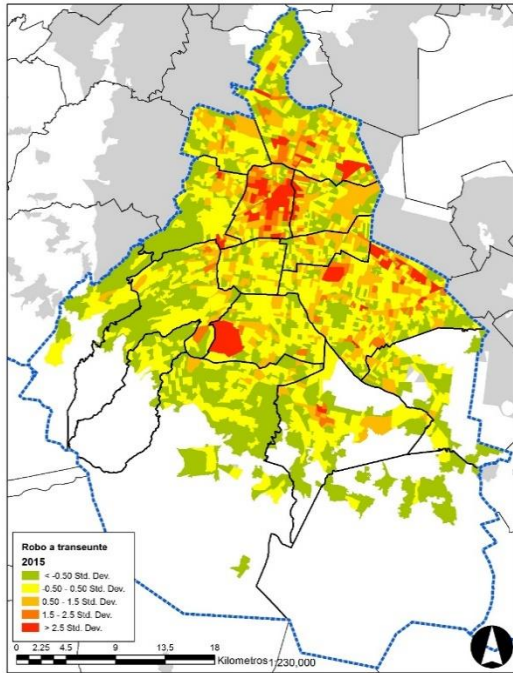 Robo a transeunte
2015
< -0.50 Std. Dev.
-0.50 - 0.50 Std. Dev.
0.50 - 1.5 Std. Dev.
1.5 - 2.5 Std. Dev.
> 2.5 Std. Dev.
0 2.25 4.5 9 13,5 18
Kilometros 1:230,000